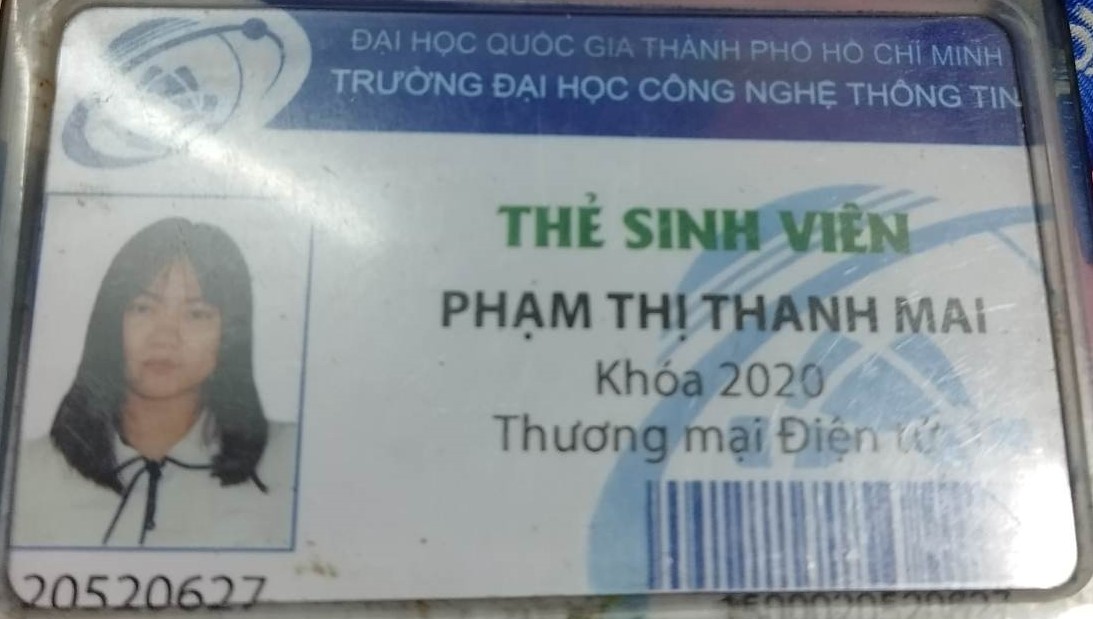 ĐẠI HỌC QUỐC GIA THÀNH PHỐ HỒ CHÍ MINH
TRƯỜNG ĐẠI HỌC CÔNG NGHỆ THÔNG TIN
THẺ SINH VIÊN
PHẠM THỊ THANH MAI
Khóa 2020
Thương mại Điện tử
20520627